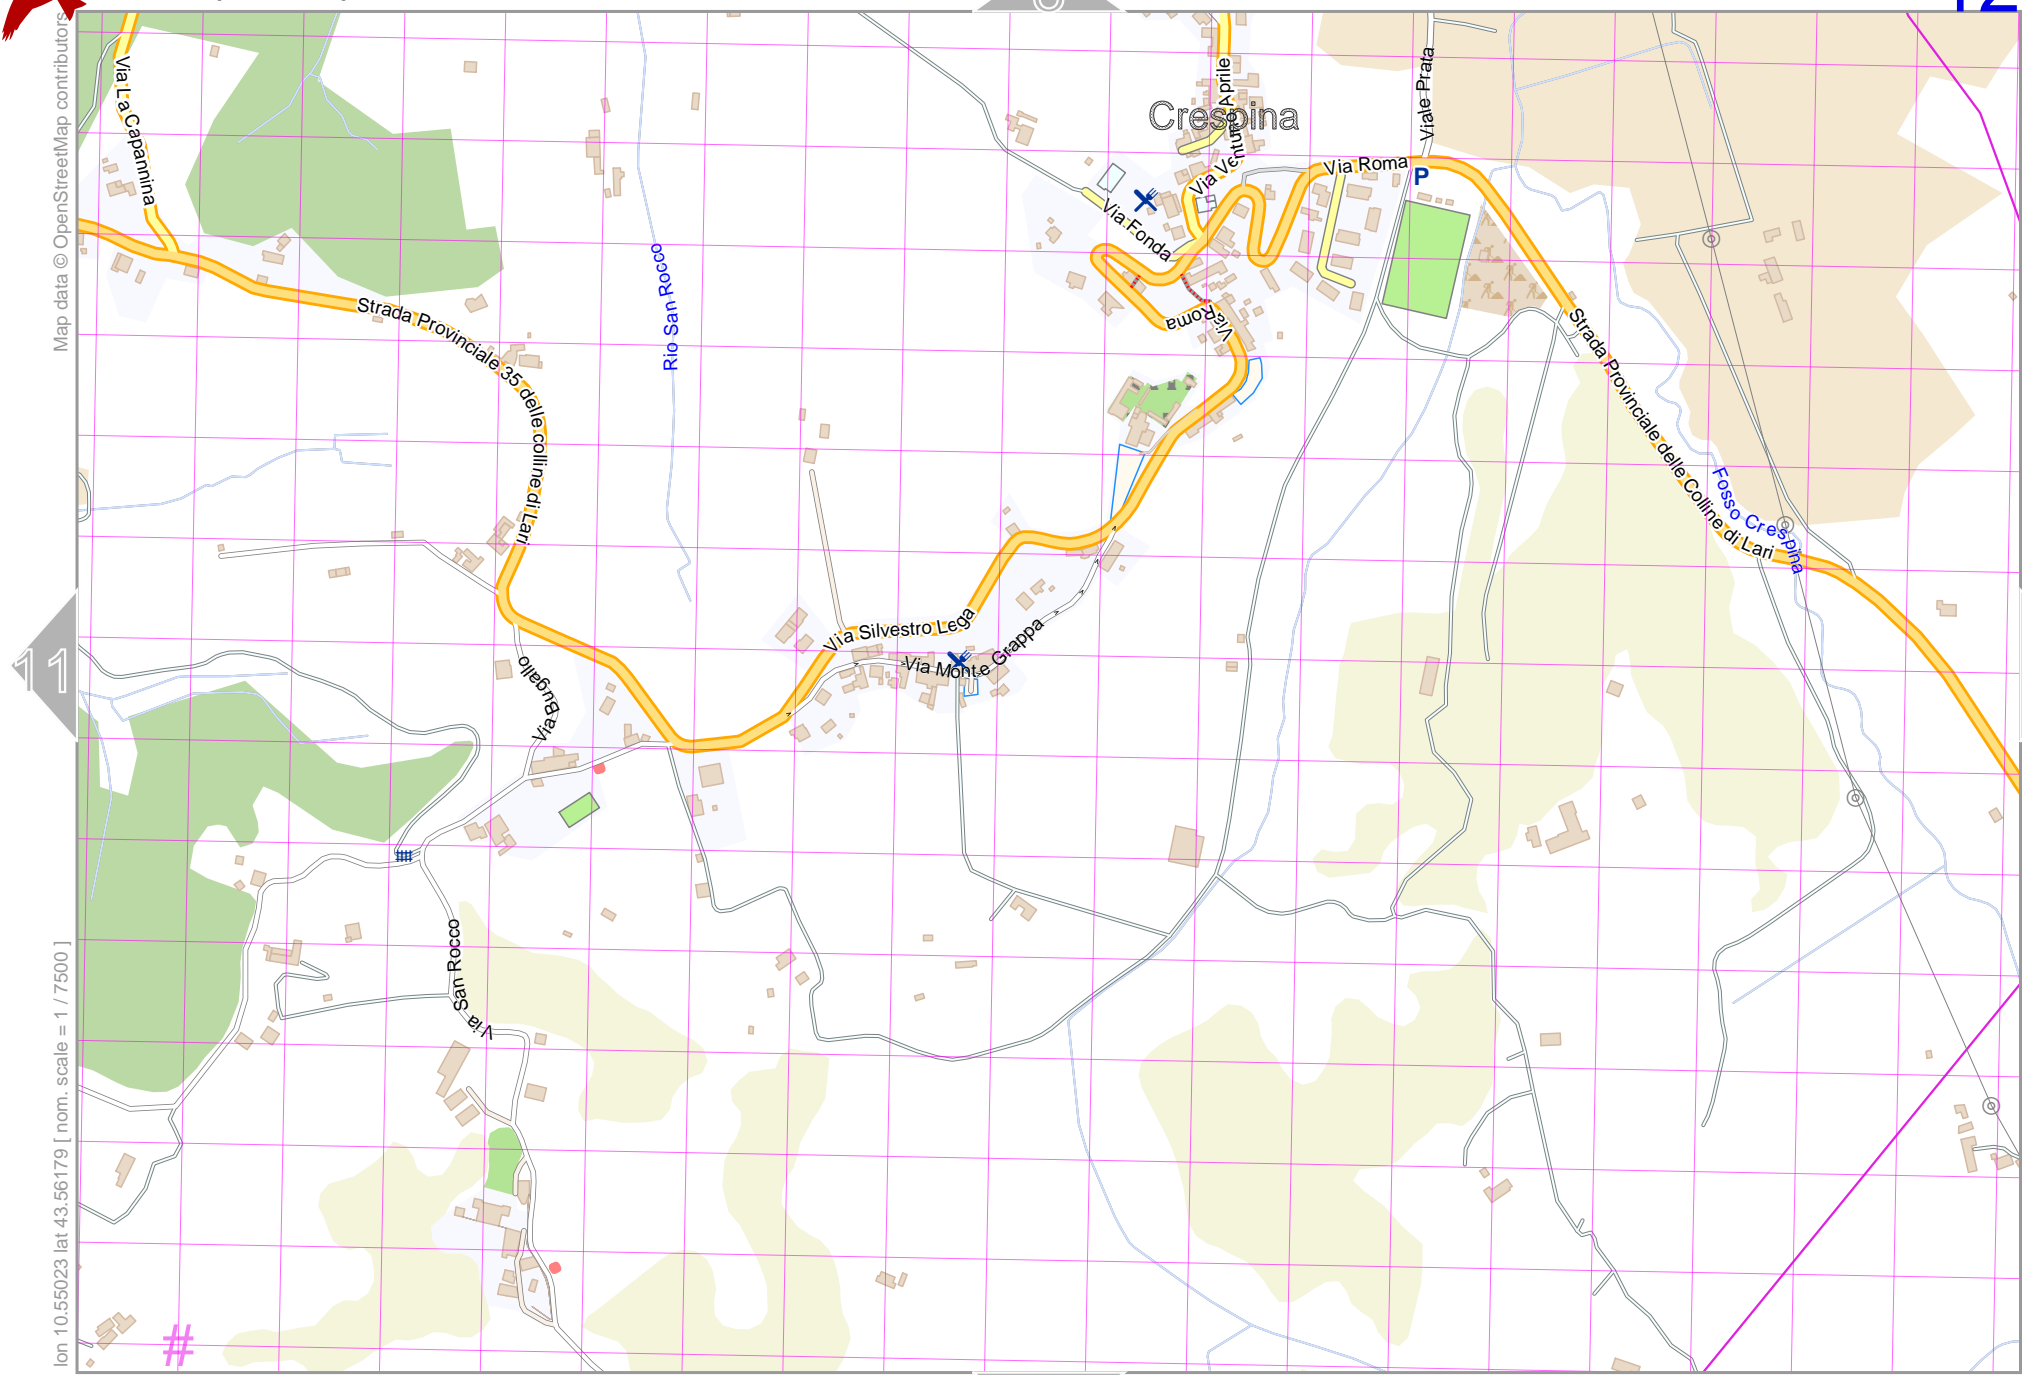 12
Map data © OpenStreetMap contributors
Via La Capannina
Via Ventuno Aprile
Crespina
Viale Prata
Via Roma
P
Via Fonda
Via Roma
Rio San Rocco
Strada Provinciale 35 delle colline di Lari
Strada Provinciale delle Colline di Lari
Fosso Crespina
Via Silvestro Lega
Via Monte Grappa
Via Bugallo
11
Via San Rocco
lon 10.55023 lat 43.56179 [ nom. scale = 1 / 7500 ]
#